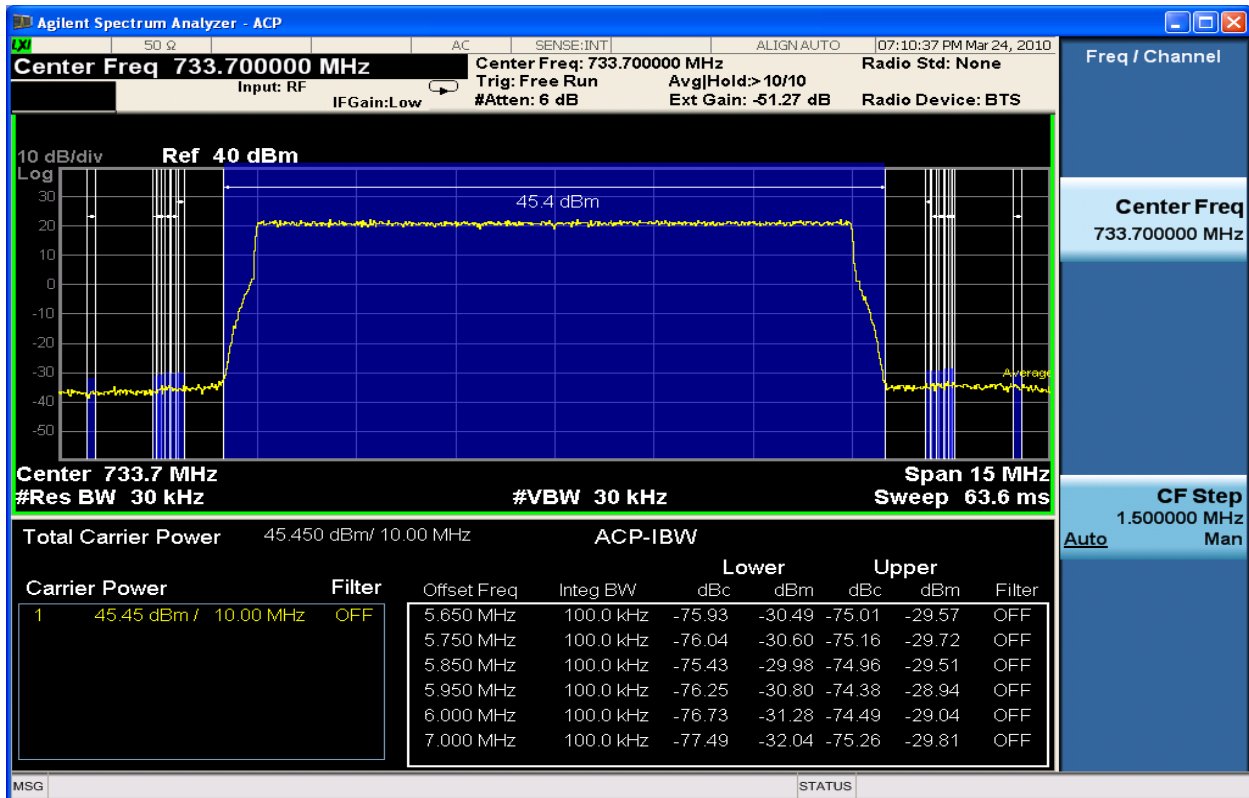 Agilent Spectrum Analyzer - ACP
LXI 50 Ω AC SENSE:INT ALIGN AUTO 07:10:37 PM Mar 24, 2010
Center Freq 733.700000 MHz
Input: RF
IFGain:Low
Center Freq: 733.700000 MHz
Trig: Free Run Avg|Hold:> 10/10
#Atten: 6 dB Ext Gain: -51.27 dB
Radio Std: None
Radio Device: BTS
10 dB/div Ref 40 dBm
Log
30
20
10
0
-10
-20
-30
-40
-50
45.4 dBm
Average
Center 733.7 MHz Span 15 MHz
#Res BW 30 kHz #VBW 30 kHz Sweep 63.6 ms
Total Carrier Power 45.450 dBm/ 10.00 MHz ACP-IBW
Lower Upper
Carrier Power Filter
1 45.45 dBm / 10.00 MHz OFF
Offset Freq Integ BW dBc dBm dBc dBm Filter
5.650 MHz 100.0 kHz -75.93 -30.49 -75.01 -29.57 OFF
5.750 MHz 100.0 kHz -76.04 -30.60 -75.16 -29.72 OFF
5.850 MHz 100.0 kHz -75.43 -29.98 -74.96 -29.51 OFF
5.950 MHz 100.0 kHz -76.25 -30.80 -74.38 -28.94 OFF
6.000 MHz 100.0 kHz -76.73 -31.28 -74.49 -29.04 OFF
7.000 MHz 100.0 kHz -77.49 -32.04 -75.26 -29.81 OFF
MSG STATUS
Freq / Channel
Center Freq
733.700000 MHz
CF Step
1.500000 MHz
Auto Man